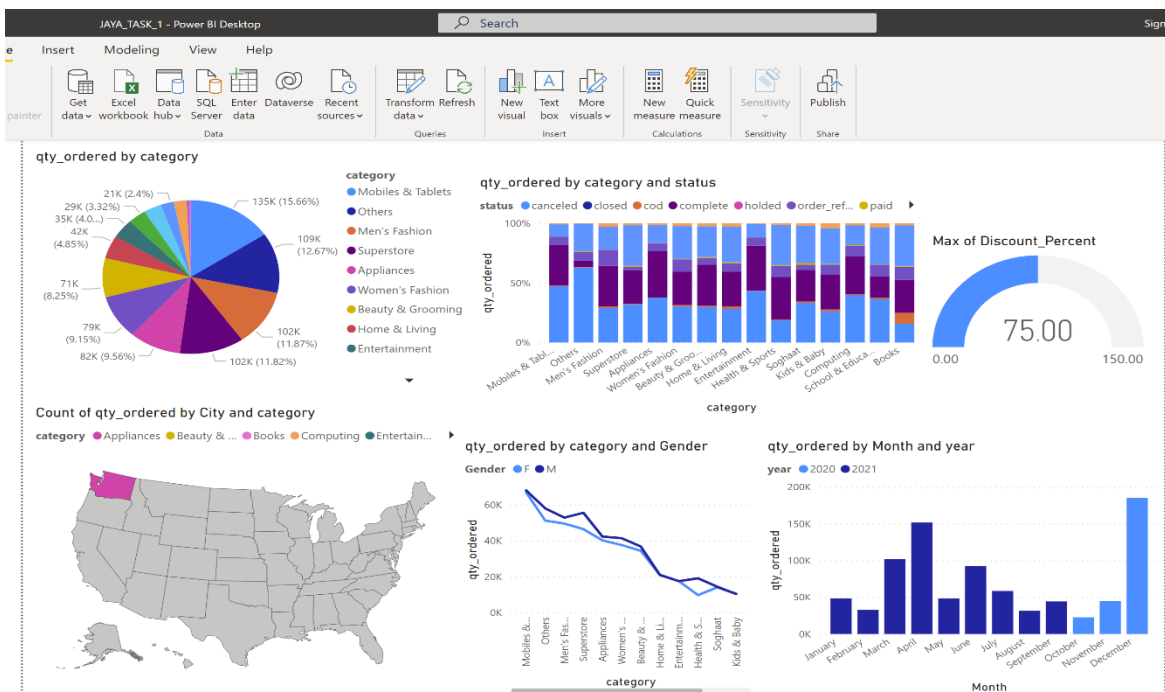 JAYA_TASK_1 - Power BI Desktop
Search
Sign
e Insert Modeling View Help
painter
Get data
Excel workbook
Data hub
SQL Server
Enter data
Dataverse
Recent sources
Transform data
Refresh
New visual
Text box
More visuals
New measure
Quick measure
Sensitivity
Publish
Data
Queries
Insert
Calculations
Sensitivity
Share
qty_ordered by category
135K (15.66%)
109K (12.67%)
102K (11.87%)
102K (11.82%)
82K (9.56%)
79K (9.15%)
71K (8.25%)
42K (4.85%)
35K (4.0...)
29K (3.32%)
21K (2.4%)
category
Mobiles & Tablets
Others
Men's Fashion
Superstore
Appliances
Women's Fashion
Beauty & Grooming
Home & Living
Entertainment
qty_ordered by category and status
status canceled closed cod complete holded order_ref... paid
100%
50%
0%
qty_ordered
Mobiles & Tabl...
Others
Men's Fashion
Superstore
Appliances
Women's Fashion
Beauty & Groo...
Home & Living
Entertainment
Health & Sports
Soghaat
Kids & Baby
Computing
School & Educa...
Books
category
Max of Discount_Percent
75.00
0.00
150.00
Count of qty_ordered by City and category
category Appliances Beauty & ... Books Computing Entertain...
qty_ordered by category and Gender
Gender F M
60K
40K
20K
0K
qty_ordered
Mobiles &...
Others
Men's Fas...
Superstore
Appliances
Women's ...
Beauty & ...
Home & Li...
Entertainm...
Health & S...
Soghaat
Kids & Baby
category
qty_ordered by Month and year
year 2020 2021
200K
150K
100K
50K
0K
qty_ordered
January
February
March
April
May
June
July
August
September
October
November
December
Month